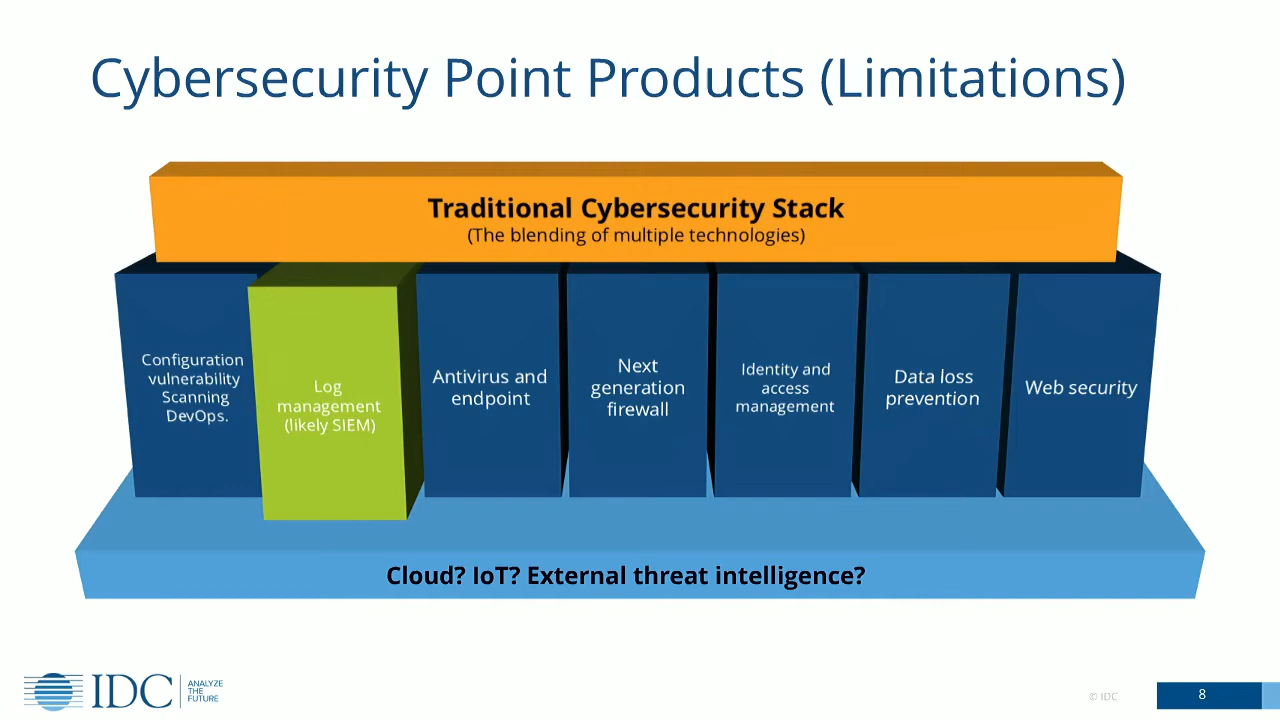 Cybersecurity Point Products (Limitations)
Traditional Cybersecurity Stack
(The blending of multiple technologies)
Configuration
vulnerability
Scanning
DevOps.
Log
management
(likely SIEM)
Antivirus and
endpoint
Next
generation
firewall
Identity and
access
management
Data loss
prevention
Web security
Cloud? IoT? External threat intelligence?
IDC
ANALYZE
THE
FUTURE
© IDC
8